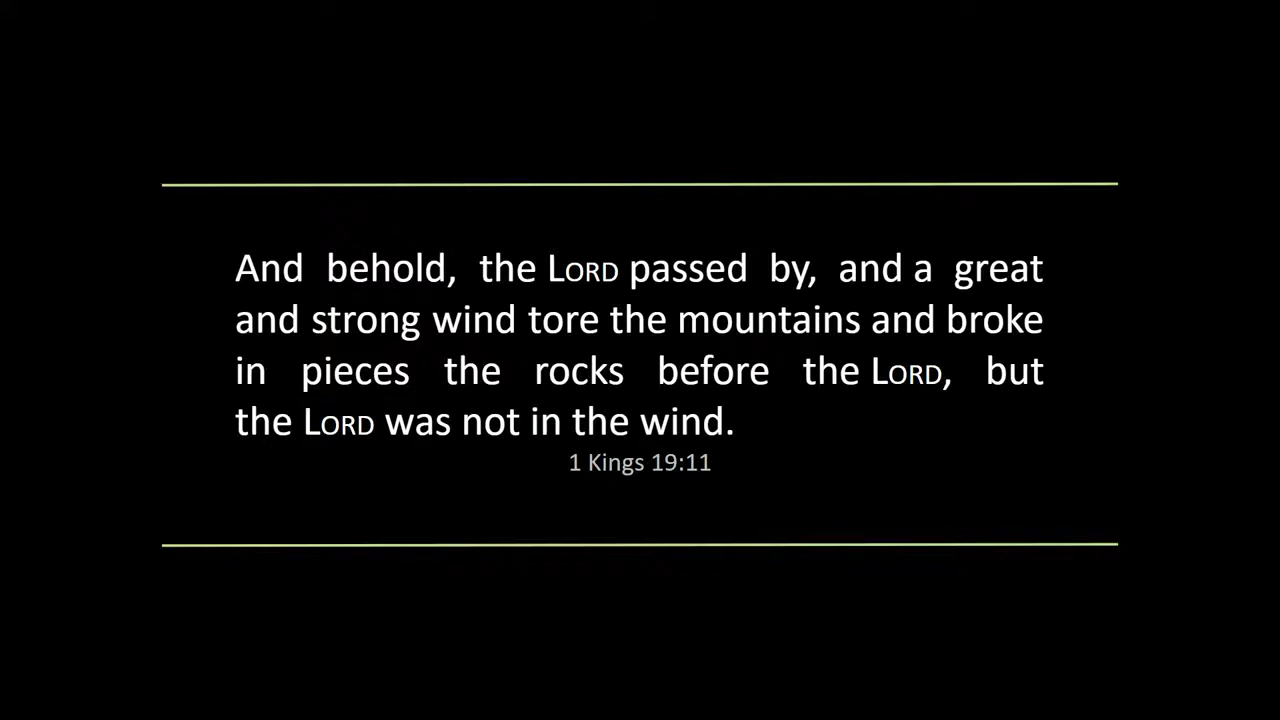 And behold, the LORD passed by, and a great
and strong wind tore the mountains and broke
in pieces the rocks before the LORD, but
the LORD was not in the wind.
1 Kings 19:11